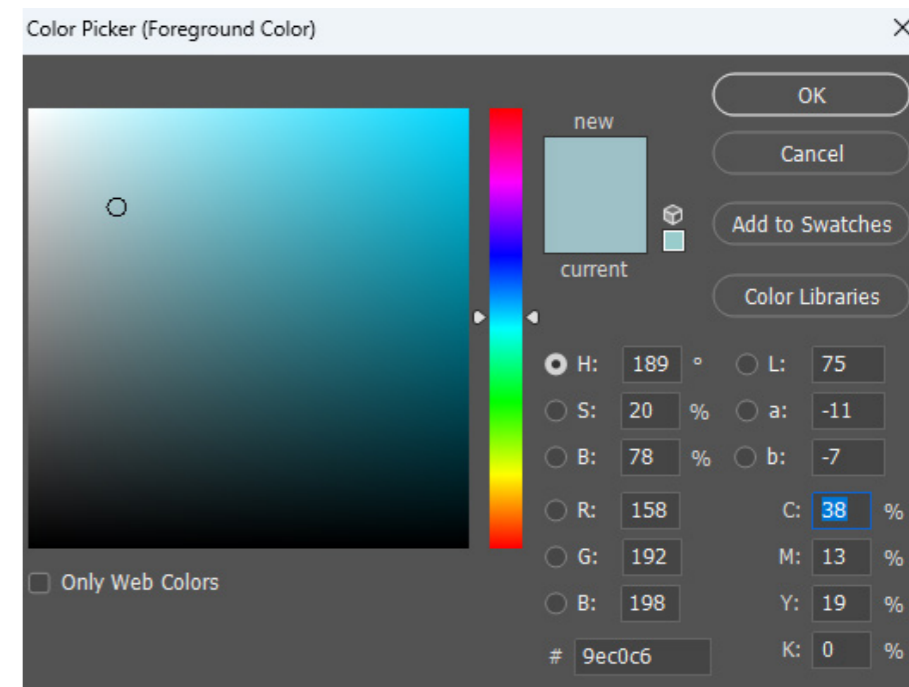 Color Picker (Foreground Color)
new
current
OK
Cancel
Add to Swatches
Color Libraries
H: 189 °
S: 20 %
B: 78 %
R: 158
G: 192
B: 198
# 9ec0c6
L: 75
a: -11
b: -7
C: 38 %
M: 13 %
Y: 19 %
K: 0 %
Only Web Colors